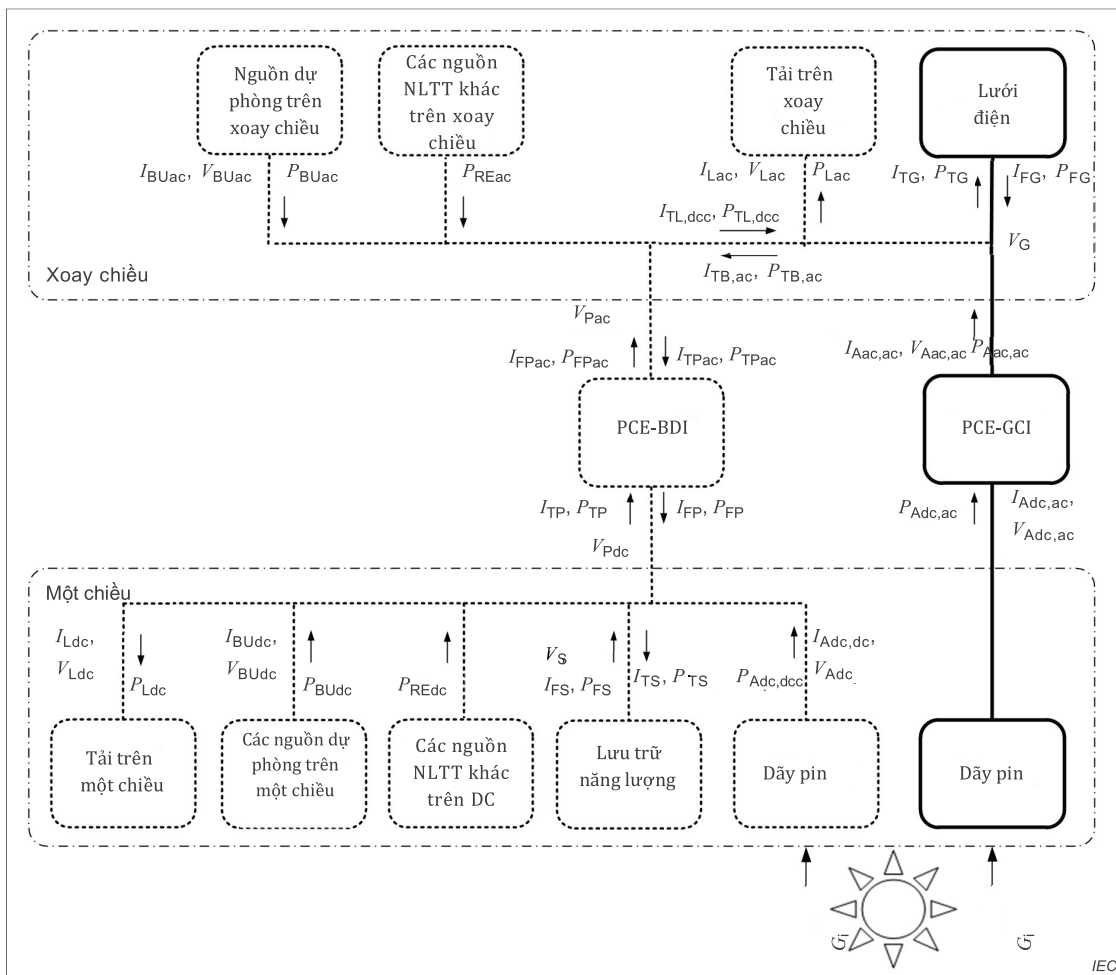 Nguồn dự
phòng trên
xoay chiều
Các
nguồn
NLTT khác
trên xoay
chiều
Tải trên
xoay
chiều
Lưới
điện
I_BUac, V_BUac P_BUac
P_REac
I_Lac, V_Lac P_Lac
I_TG, P_TG I_FG, P_FG
I_TL,dcc, P_TL,dcc
V_G
I_TB,ac, P_TB,ac
Xoay chiều
V_Pac
I_FPac, P_FPac I_TPac, P_TPac
I_Aac,ac, V_Aac,ac P_Aac,ac
PCE-BDI
PCE-GCI
I_TP, P_TP I_FP, P_FP
V_Pdc
P_Adc,ac
I_Adc,ac,
V_Adc,ac
Một chiều
I_Ldc,
V_Ldc
P_Ldc
I_BUdc,
V_BUdc
P_BUdc
P_REdc
V_S
I_FS, P_FS
I_TS, P_TS
I_Adc,dc,
V_Adc
P_Adc,dcc
Tải trên
một chiều
Các nguồn dự
phòng trên
một chiều
Các nguồn
NLTT khác
trên DC
Lưu trữ
năng lượng
Dãy pin
Dãy pin
G_i
G_i
IEC